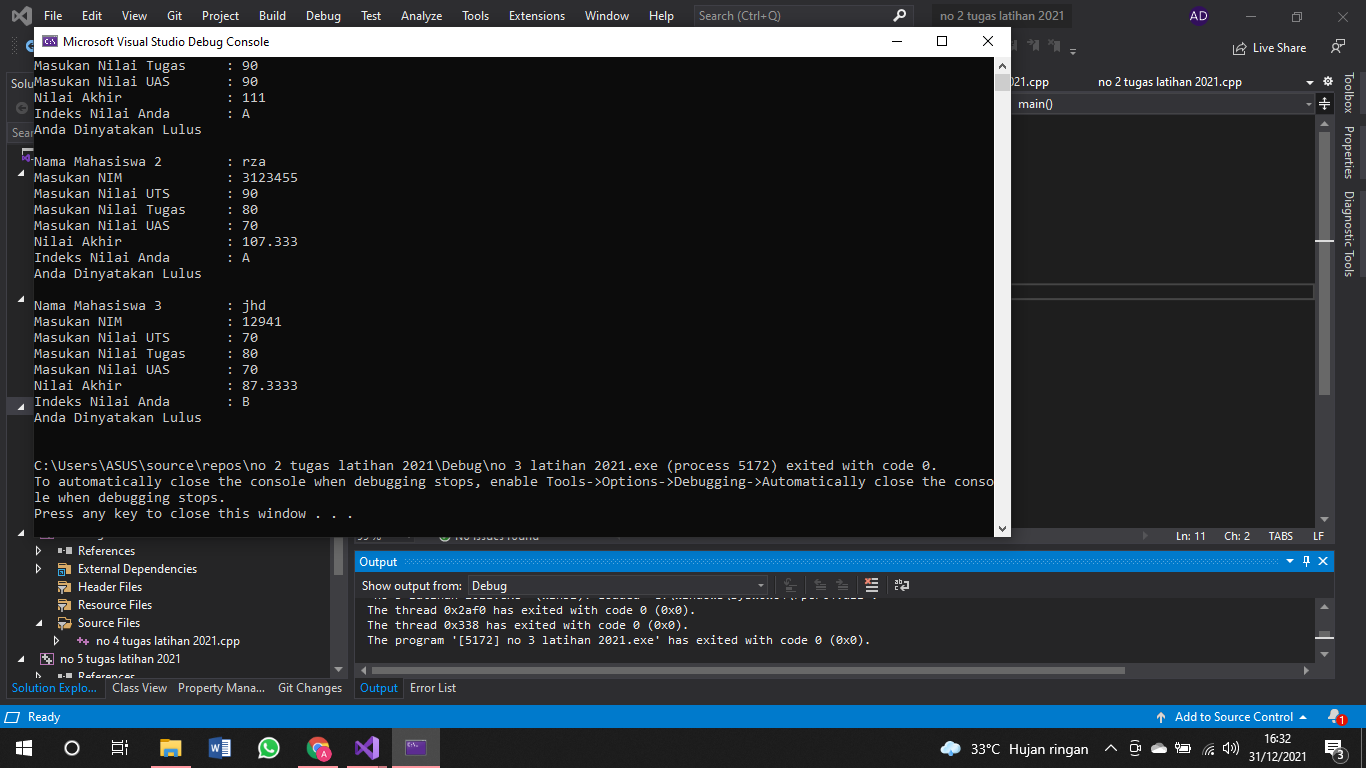 File Edit View Git Project Build Debug Test Analyze Tools Extensions Window Help Search (Ctrl+Q) no 2 tugas latihan 2021 AD
Live Share
Microsoft Visual Studio Debug Console
Solu
021.cpp no 2 tugas latihan 2021.cpp
main()
Sear
Toolbox
Properties
Diagnostic Tools
Masukan Nilai Tugas : 90
Masukan Nilai UAS : 90
Nilai Akhir : 111
Indeks Nilai Anda : A
Anda Dinyatakan Lulus
Nama Mahasiswa 2 : rza
Masukan NIM : 3123455
Masukan Nilai UTS : 90
Masukan Nilai Tugas : 80
Masukan Nilai UAS : 70
Nilai Akhir : 107.333
Indeks Nilai Anda : A
Anda Dinyatakan Lulus
Nama Mahasiswa 3 : jhd
Masukan NIM : 12941
Masukan Nilai UTS : 70
Masukan Nilai Tugas : 80
Masukan Nilai UAS : 70
Nilai Akhir : 87.3333
Indeks Nilai Anda : B
Anda Dinyatakan Lulus
C:\Users\ASUS\source\repos\no 2 tugas latihan 2021\Debug\no 3 latihan 2021.exe (process 5172) exited with code 0.
To automatically close the console when debugging stops, enable Tools->Options->Debugging->Automatically close the conso
le when debugging stops.
Press any key to close this window . . .
No issues found Ln: 11 Ch: 2 TABS LF
References
External Dependencies
Header Files
Resource Files
Source Files
no 4 tugas latihan 2021.cpp
no 5 tugas latihan 2021
References
Output
Show output from: Debug
The thread 0x2af0 has exited with code 0 (0x0).
The thread 0x338 has exited with code 0 (0x0).
The program '[5172] no 3 latihan 2021.exe' has exited with code 0 (0x0).
Solution Explo... Class View Property Mana... Git Changes Output Error List
Ready Add to Source Control 1
33°C Hujan ringan 16:32
31/12/2021 3